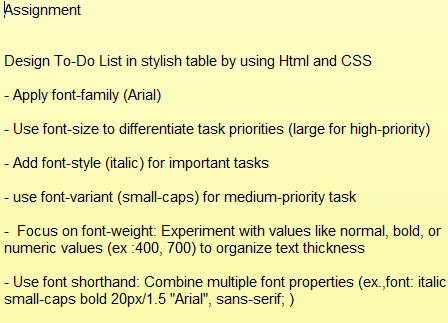 Assignment
Design To-Do List in stylish table by using Html and CSS
- Apply font-family (Arial)
- Use font-size to differentiate task priorities (large for high-priority)
- Add font-style (italic) for important tasks
- use font-variant (small-caps) for medium-priority task
-  Focus on font-weight: Experiment with values like normal, bold, or
numeric values (ex :400, 700) to organize text thickness
- Use font shorthand: Combine multiple font properties (ex.,font: italic
small-caps bold 20px/1.5 "Arial", sans-serif; )